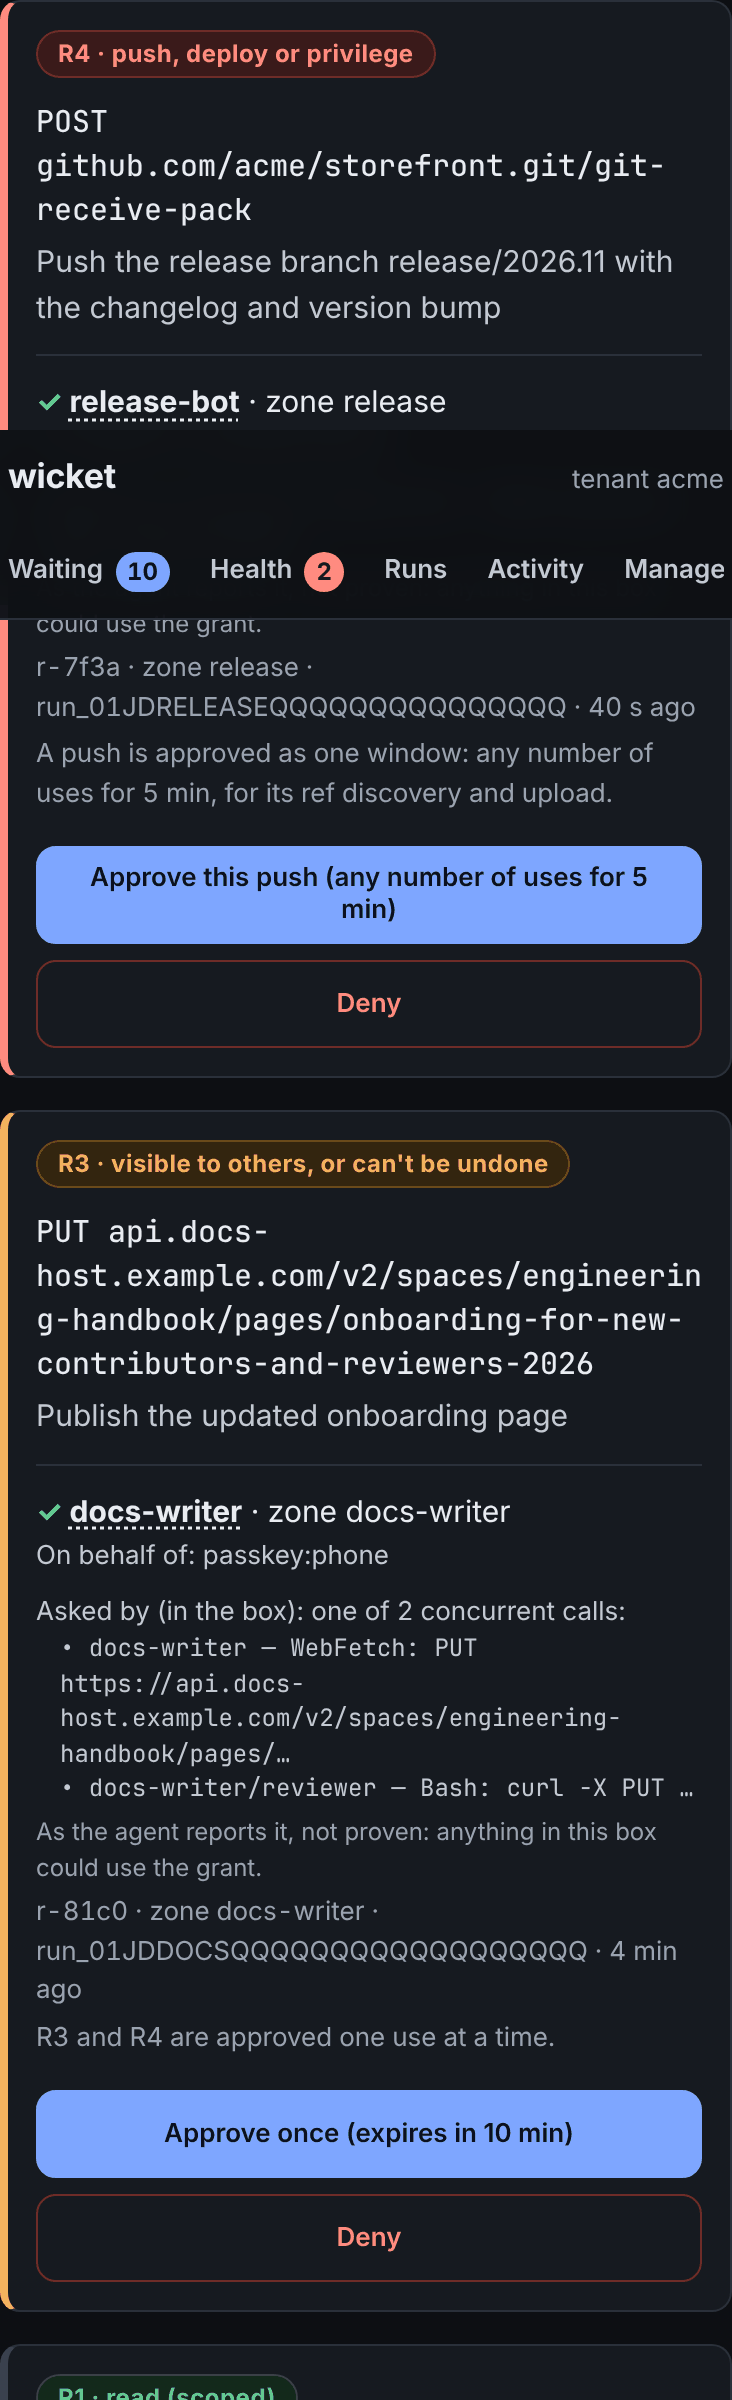 R4 · push, deploy or privilege
POST
github.com/acme/storefront.git/git-
receive-pack
Push the release branch release/2026.11 with
the changelog and version bump
✓ release-bot · zone release
wicket
tenant acme
Waiting 10 Health 2 Runs Activity Manage
could use the grant.
r-7f3a · zone release ·
run_01JDRELEASEQQQQQQQQQQQQQQQ · 40 s ago
A push is approved as one window: any number of
uses for 5 min, for its ref discovery and upload.
Approve this push (any number of uses for 5
min)
Deny
R3 · visible to others, or can't be undone
PUT api.docs-
host.example.com/v2/spaces/engineerin
g-handbook/pages/onboarding-for-new-
contributors-and-reviewers-2026
Publish the updated onboarding page
✓ docs-writer · zone docs-writer
On behalf of: passkey:phone
Asked by (in the box): one of 2 concurrent calls:
• docs-writer — WebFetch: PUT
https://api.docs-
host.example.com/v2/spaces/engineering-
handbook/pages/…
• docs-writer/reviewer — Bash: curl -X PUT …
As the agent reports it, not proven: anything in this box
could use the grant.
r-81c0 · zone docs-writer ·
run_01JDDOCSQQQQQQQQQQQQQQQQQQ · 4 min
ago
R3 and R4 are approved one use at a time.
Approve once (expires in 10 min)
Deny
R1 · read (scoped)